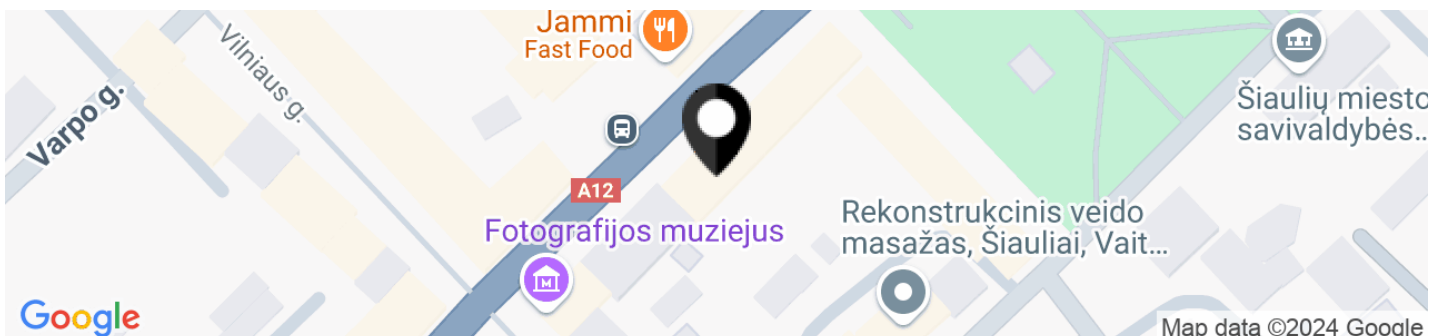 Jammi
Fast Food
Vilniaus g.
Varpo g.
Šiaulių miesto
savivaldybės...
A12
Fotografijos muziejus
Rekonstrukcinis veido
masažas, Šiauliai, Vait...
M
Google
Map data ©2024 Google